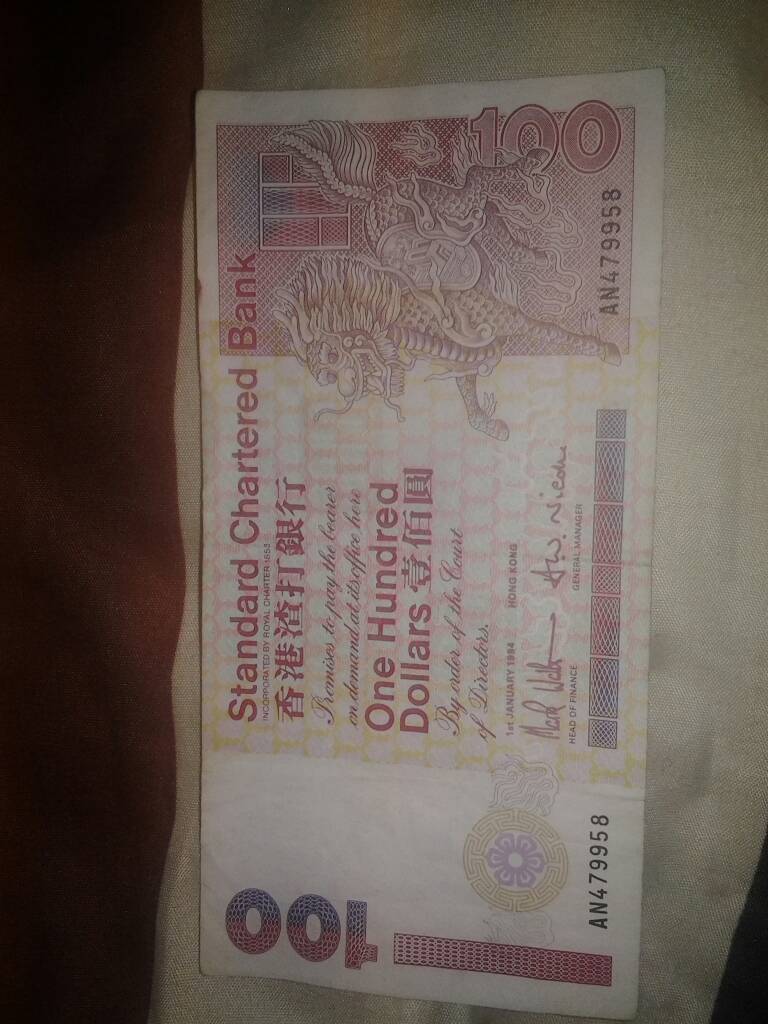 Standard Chartered Bank
INCORPORATED BY ROYAL CHARTER 1853
香港渣打銀行
Promises to pay the bearer
on demand at its office here
One Hundred
Dollars 壹佰圓
By order of the Court
of Directors.
1st JANUARY 1994 HONG KONG
HEAD OF FINANCE
GENERAL MANAGER
100
AN479958
100
AN479958